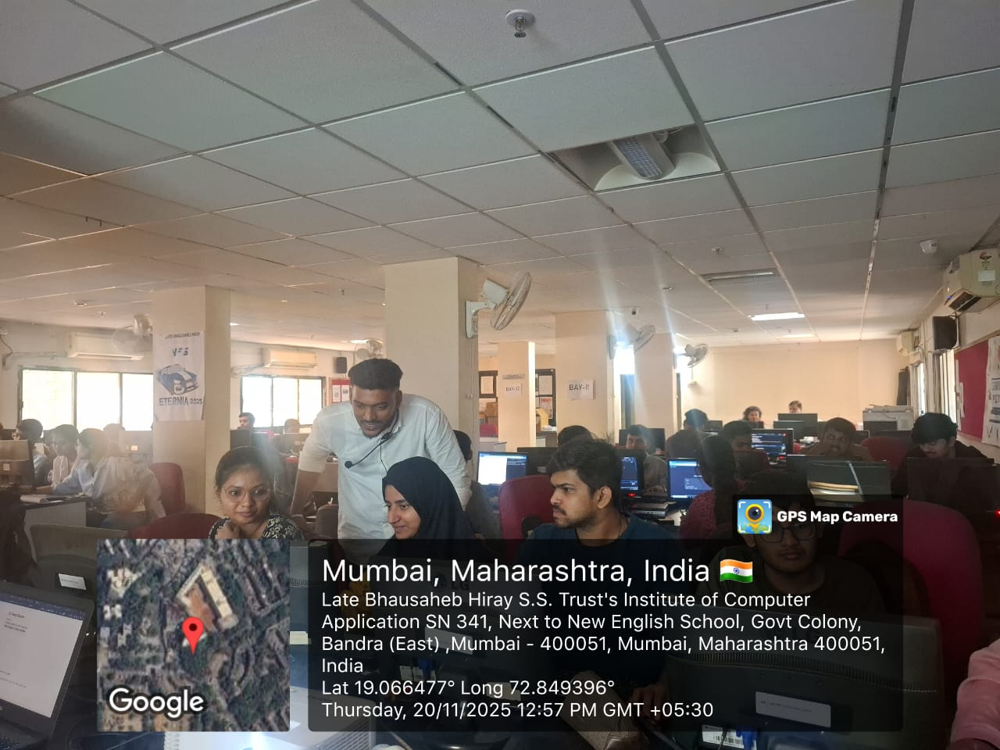 LATE BHAUSAHEB HIRAY
ETERNIA 2025
BAY-12
BAY-11
GPS Map Camera
Mumbai, Maharashtra, India
Late Bhausaheb Hiray S.S. Trust's Institute of Computer
Application SN 341, Next to New English School, Govt Colony,
Bandra (East) ,Mumbai - 400051, Mumbai, Maharashtra 400051,
India
Lat 19.066477° Long 72.849396°
Thursday, 20/11/2025 12:57 PM GMT +05:30
Google
LG